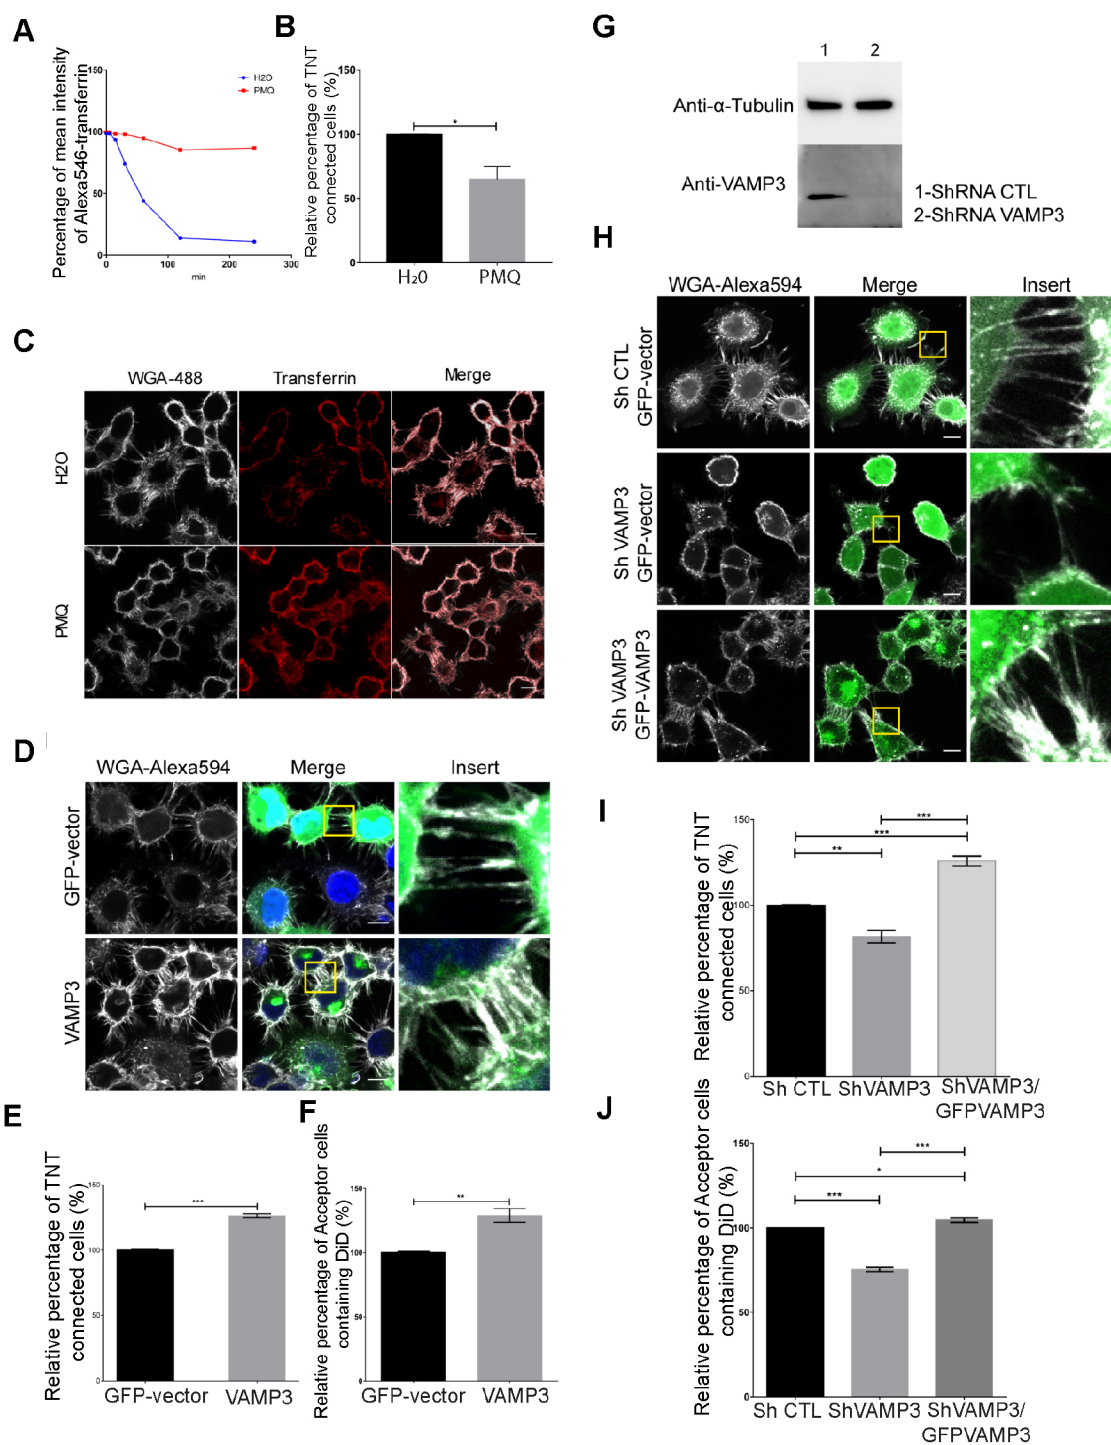 A
Percentage of mean intensity
of Alexa546-transferrin
150
100
50
0
0
100
200
300
min
H2O
PMQ
B
Relative percentage of TNT
connected cells (%)
150
100
50
0
*
H20
PMQ
C
WGA-488
Transferrin
Merge
H2O
PMQ
D
WGA-Alexa594
Merge
Insert
GFP-vector
VAMP3
E
Relative percentage of TNT
connected cells (%)
150
100
50
0
***
GFP-vector
VAMP3
F
Relative percentage of Acceptor cells
containing DiD (%)
150
100
50
0
**
GFP-vector
VAMP3
G
1
2
Anti-α-Tubulin
Anti-VAMP3
1-ShRNA CTL
2-ShRNA VAMP3
H
WGA-Alexa594
Merge
Insert
Sh CTL
GFP-vector
Sh VAMP3
GFP-vector
Sh VAMP3
GFP-VAMP3
I
Relative percentage of TNT
connected cells (%)
150
100
50
0
***
***
**
Sh CTL
ShVAMP3
ShVAMP3/
GFPVAMP3
J
Relative percentage of Acceptor cells
containing DiD (%)
150
100
50
0
***
*
***
Sh CTL
ShVAMP3
ShVAMP3/
GFPVAMP3